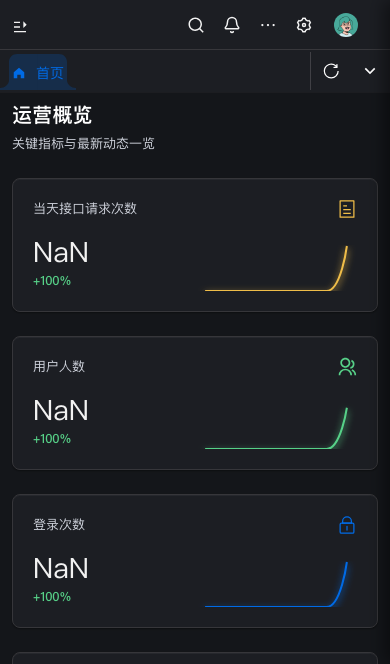 首页
运营概览
关键指标与最新动态一览
当天接口请求次数
NaN
+100%
用户人数
NaN
+100%
登录次数
NaN
+100%